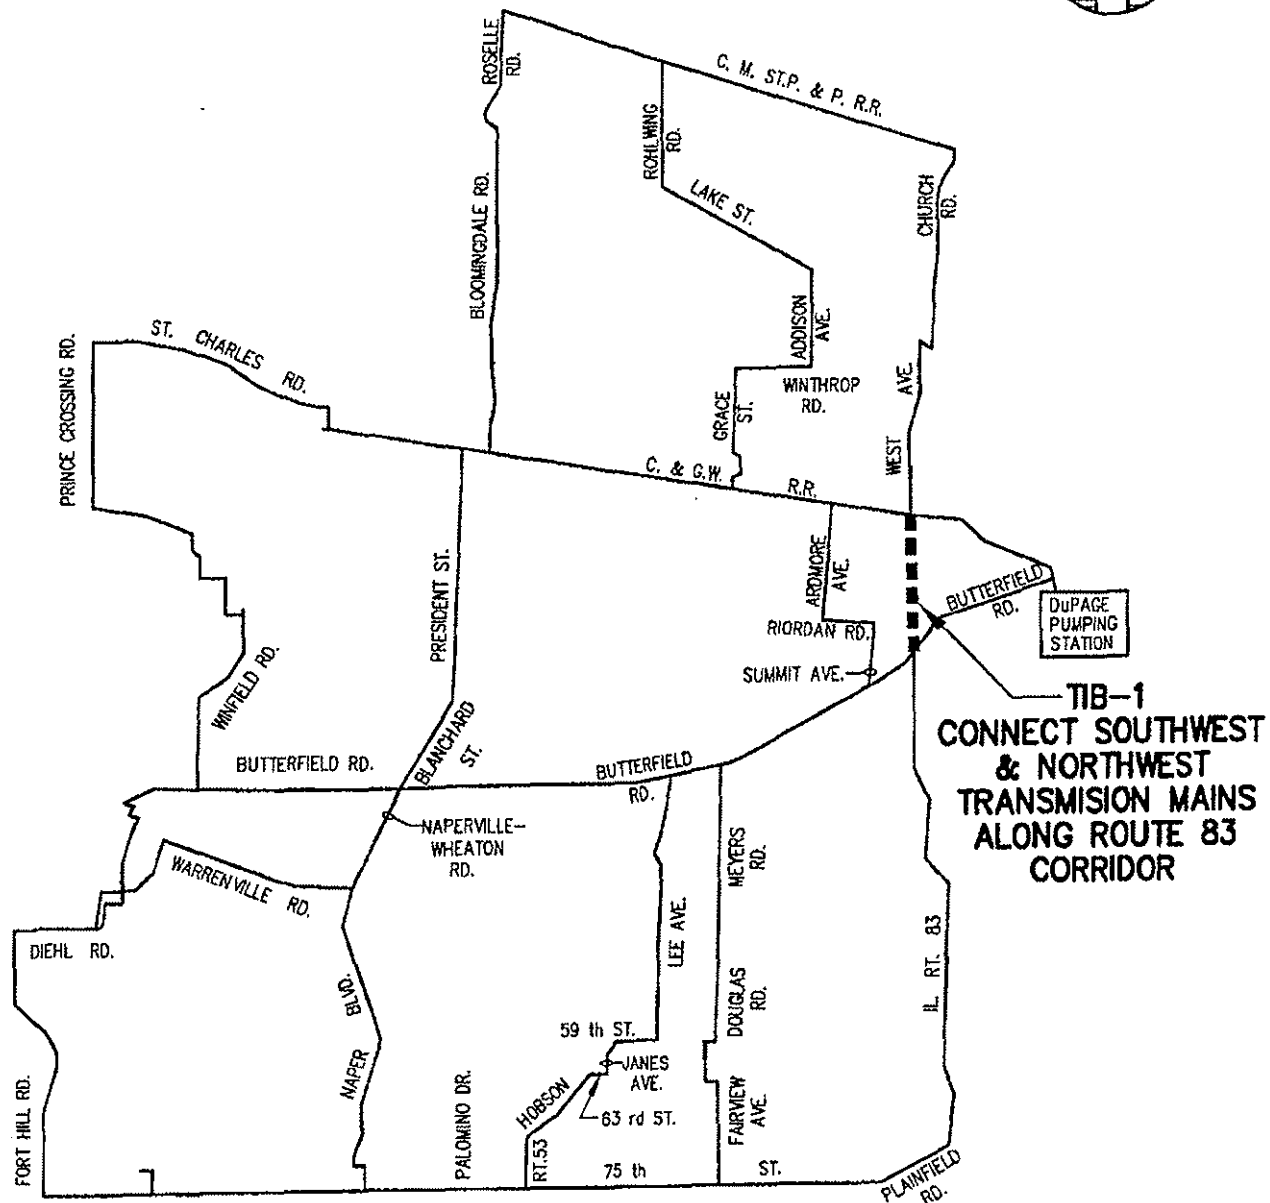 ROSELLE
RD.
C. M. ST.P. & P. R.R.
ROHLWING
RD.
LAKE ST.
CHURCH
RD.
BLOOMINGDALE RD.
ADDISON
AVE.
WINTHROP
RD.
GRACE
ST.
WEST AVE.
ST. CHARLES RD.
PRINCE CROSSING RD.
C. & G.W. R.R.
PRESIDENT ST.
ARDMORE
AVE.
RIORDAN RD.
SUMMIT AVE.
BUTTERFIELD
RD.
DuPAGE
PUMPING
STATION
TIB-1
CONNECT SOUTHWEST
& NORTHWEST
TRANSMISION MAINS
ALONG ROUTE 83
CORRIDOR
WINFIELD RD.
BUTTERFIELD RD.
BLANCHARD
ST.
BUTTERFIELD
RD.
NAPERVILLE-
WHEATON
RD.
WARRENVILLE RD.
DIEHL RD.
MEYERS
RD.
LEE AVE.
DOUGLAS
RD.
IL RT. 83
NAPER BLVD.
59 th ST.
JANES
AVE.
HOBSON
63 rd ST.
FORT HILL RD.
PALOMINO DR.
RT.53
FAIRVIEW
AVE.
75 th ST.
PLAINFIELD
RD.